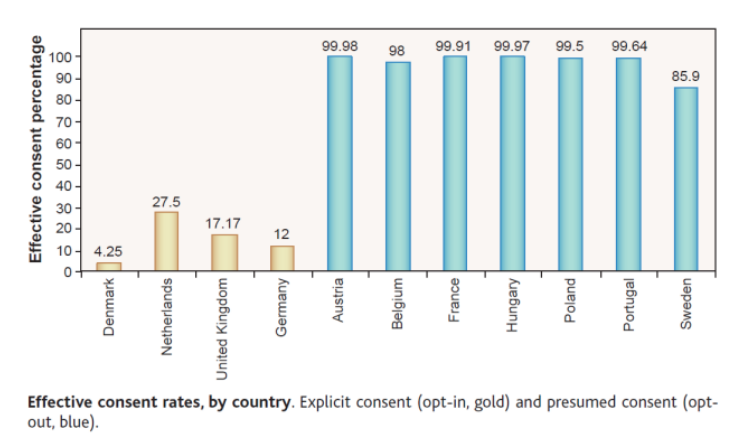 Effective consent percentage
100
90
80
70
60
50
40
30
20
10
0
4.25
27.5
17.17
12
99.98
98
99.91
99.97
99.5
99.64
85.9
Denmark
Netherlands
United Kingdom
Germany
Austria
Belgium
France
Hungary
Poland
Portugal
Sweden
Effective consent rates, by country. Explicit consent (opt-in, gold) and presumed consent (opt-
out, blue).